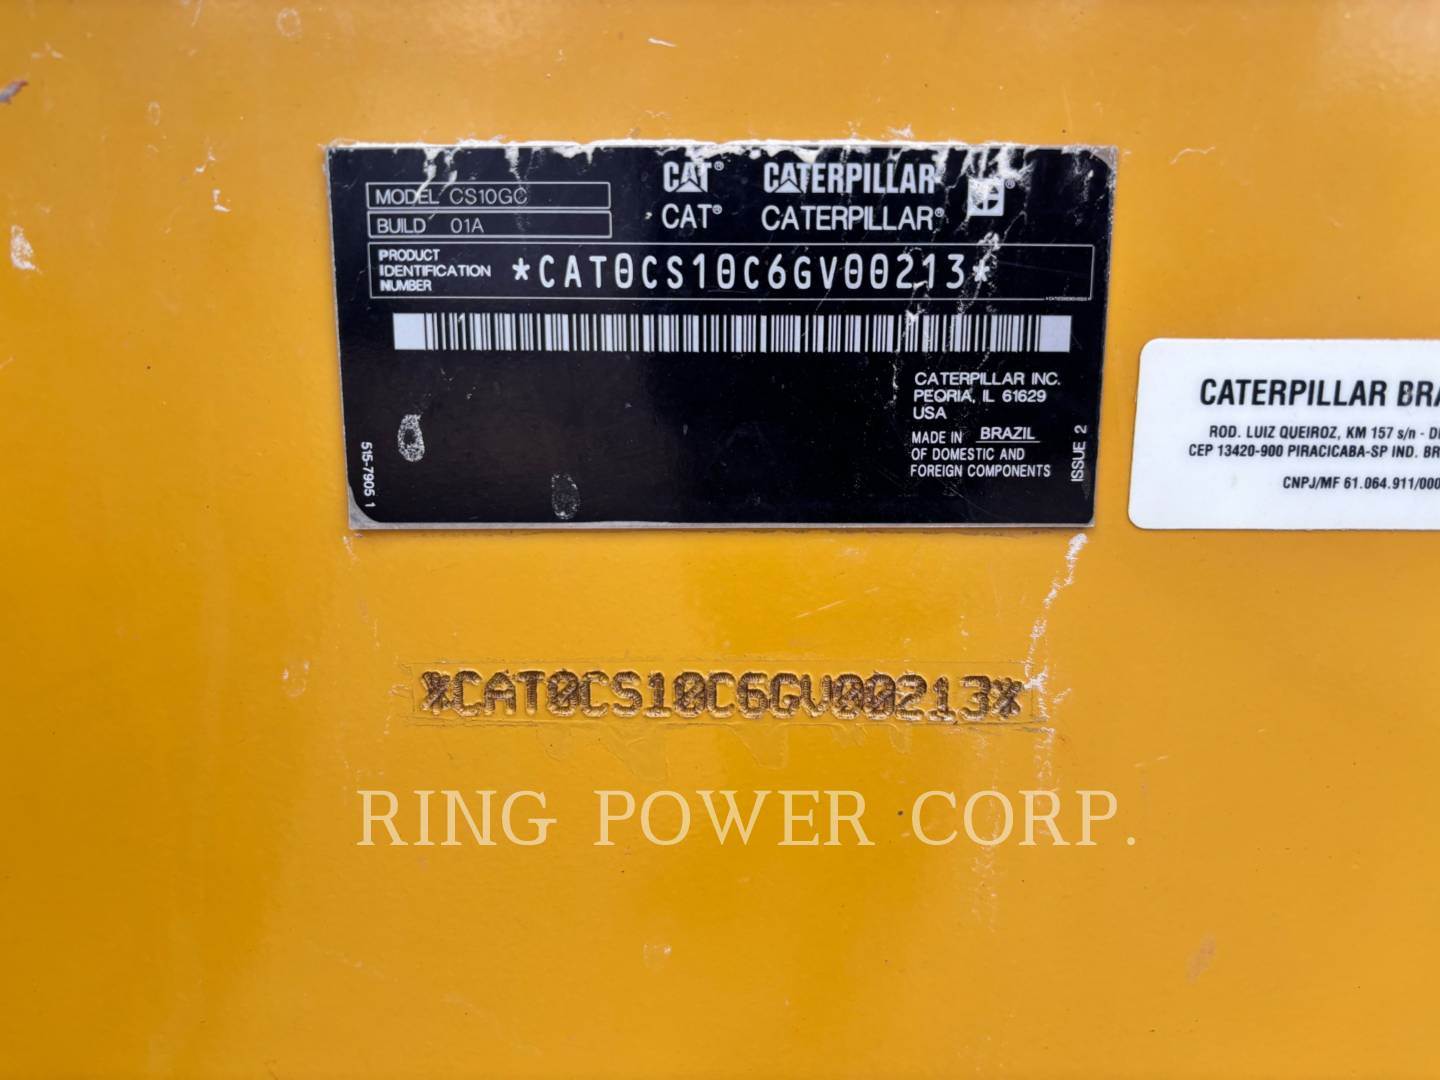 CAT® CATERPILLAR ®
MODEL CS10GC
CAT® CATERPILLAR®
BUILD 01A
PRODUCT
IDENTIFICATION
NUMBER
*CAT0CS10C6GV00213*
CATERPILLAR INC.
PEORIA, IL 61629
USA
MADE IN BRAZIL
OF DOMESTIC AND
FOREIGN COMPONENTS
ISSUE 2
515-7905 1
CATERPILLAR BRA
ROD. LUIZ QUEIROZ, KM 157 s/n - DI
CEP 13420-900 PIRACICABA-SP IND. BR
CNPJ/MF 61.064.911/000
*CAT0CS10C6GV00213*
RING POWER CORP.